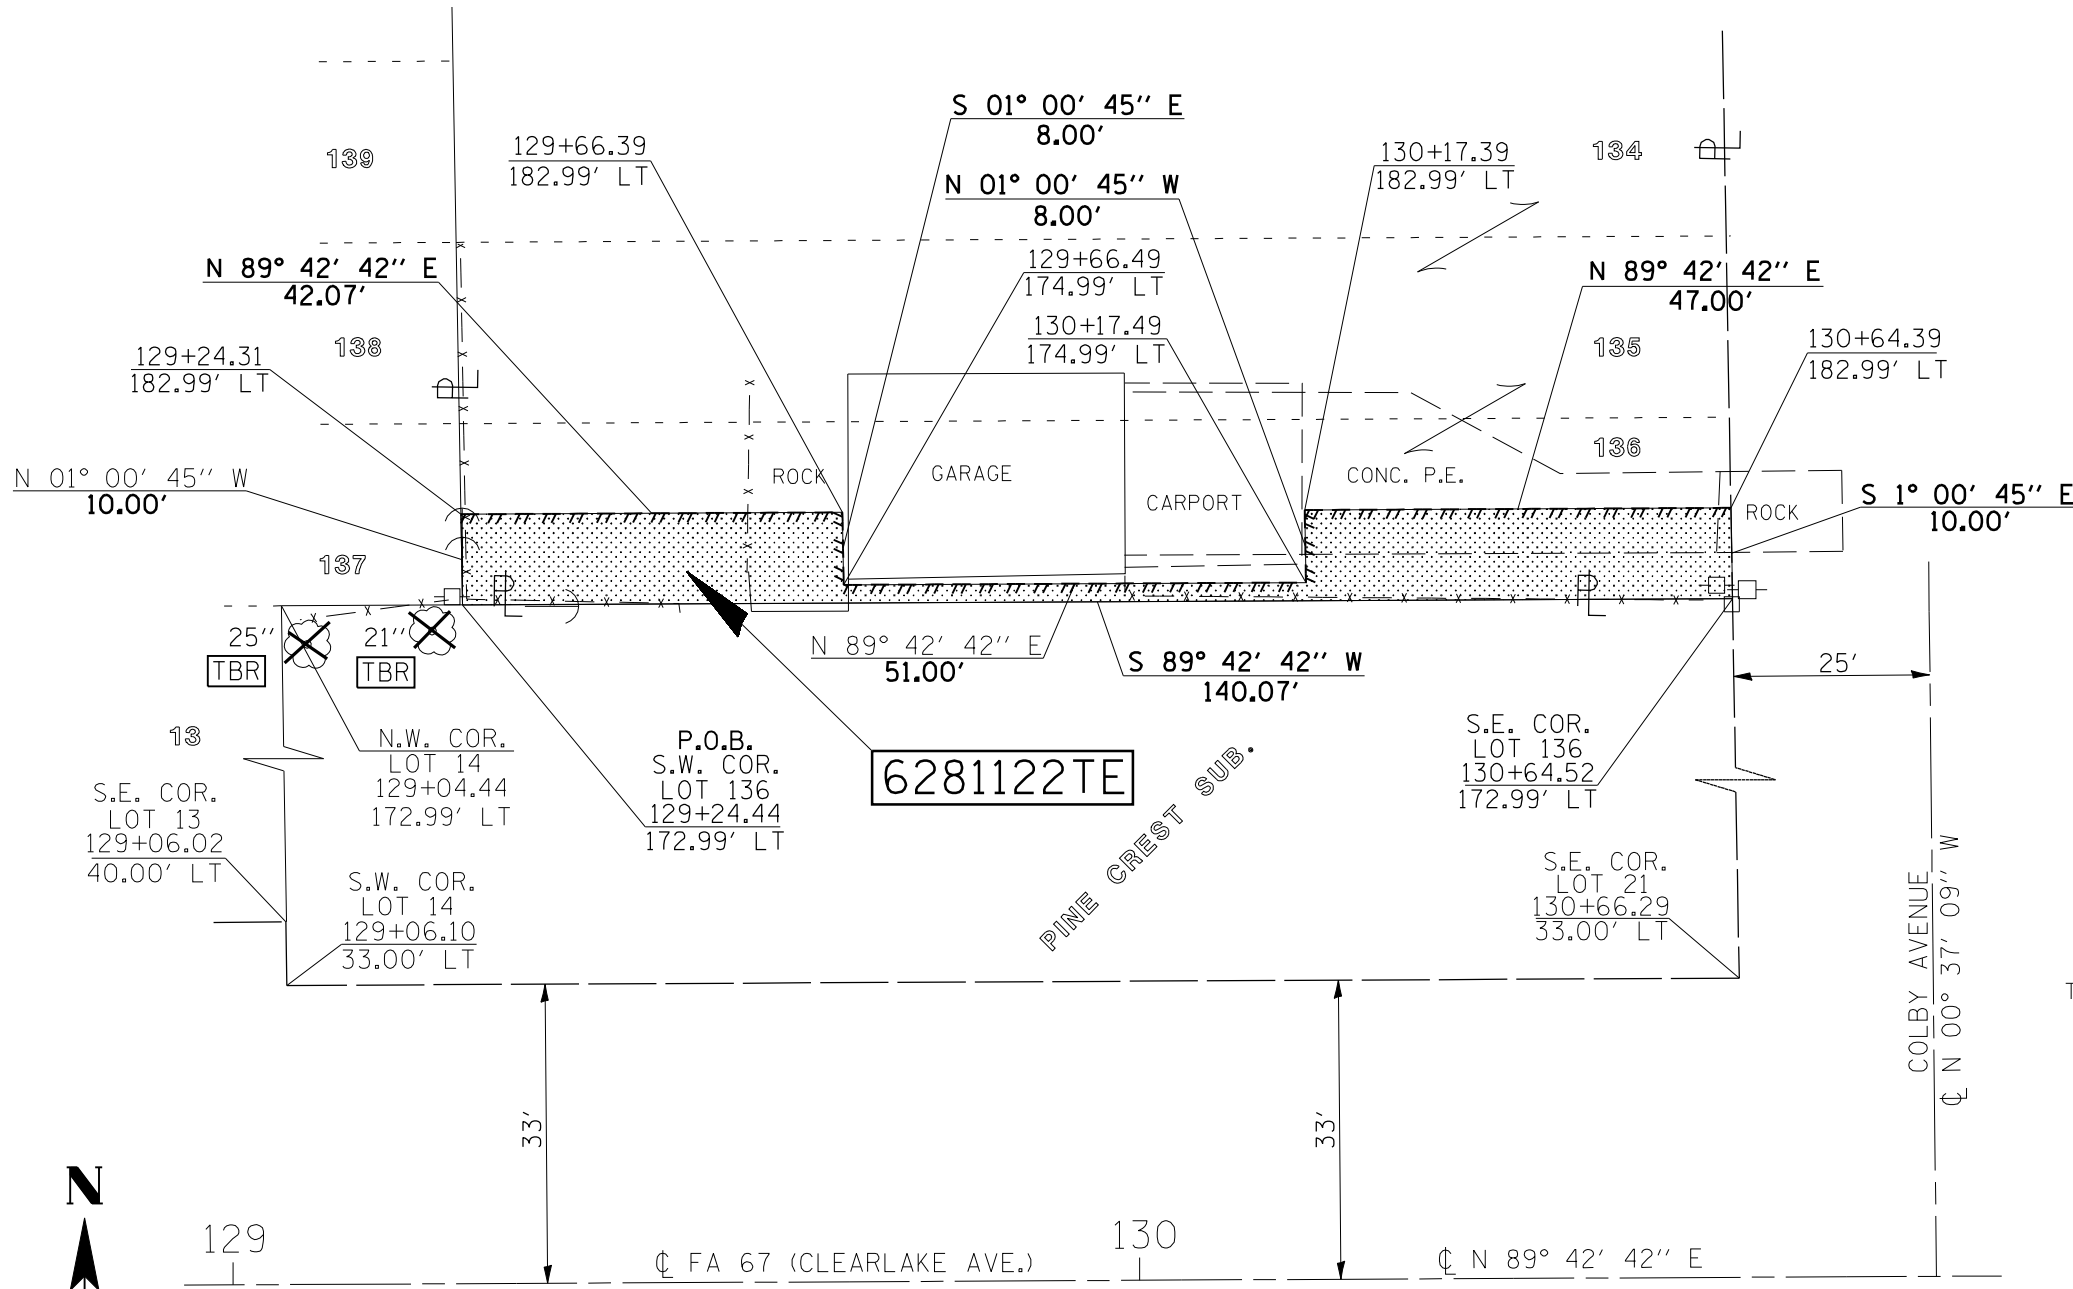 S 01° 00' 45'' E
8.00'
139
129+66.39
182.99' LT
130+17.39
182.99' LT
134
PL
N 01° 00' 45'' W
8.00'
N 89° 42' 42'' E
42.07'
129+66.49
174.99' LT
N 89° 42' 42'' E
47.00'
130+17.49
174.99' LT
138
135
129+24.31
182.99' LT
PL
130+64.39
182.99' LT
136
N 01° 00' 45'' W
10.00'
ROCK
GARAGE
CARPORT
CONC. P.E.
ROCK
S 1° 00' 45'' E
10.00'
137
PL
PL
25''
TBR
21''
TBR
N 89° 42' 42'' E
51.00'
S 89° 42' 42'' W
140.07'
25'
13
N.W. COR.
LOT 14
129+04.44
172.99' LT
P.O.B.
S.W. COR.
LOT 136
129+24.44
172.99' LT
6281122TE
S.E. COR.
LOT 136
130+64.52
172.99' LT
S.E. COR.
LOT 13
129+06.02
40.00' LT
S.W. COR.
LOT 14
129+06.10
33.00' LT
PINE CREST SUB.
S.E. COR.
LOT 21
130+66.29
33.00' LT
COLBY AVENUE
℄ N 00° 37' 09'' W
T
33'
33'
N
129
130
℄ FA 67 (CLEARLAKE AVE.)
℄ N 89° 42' 42'' E